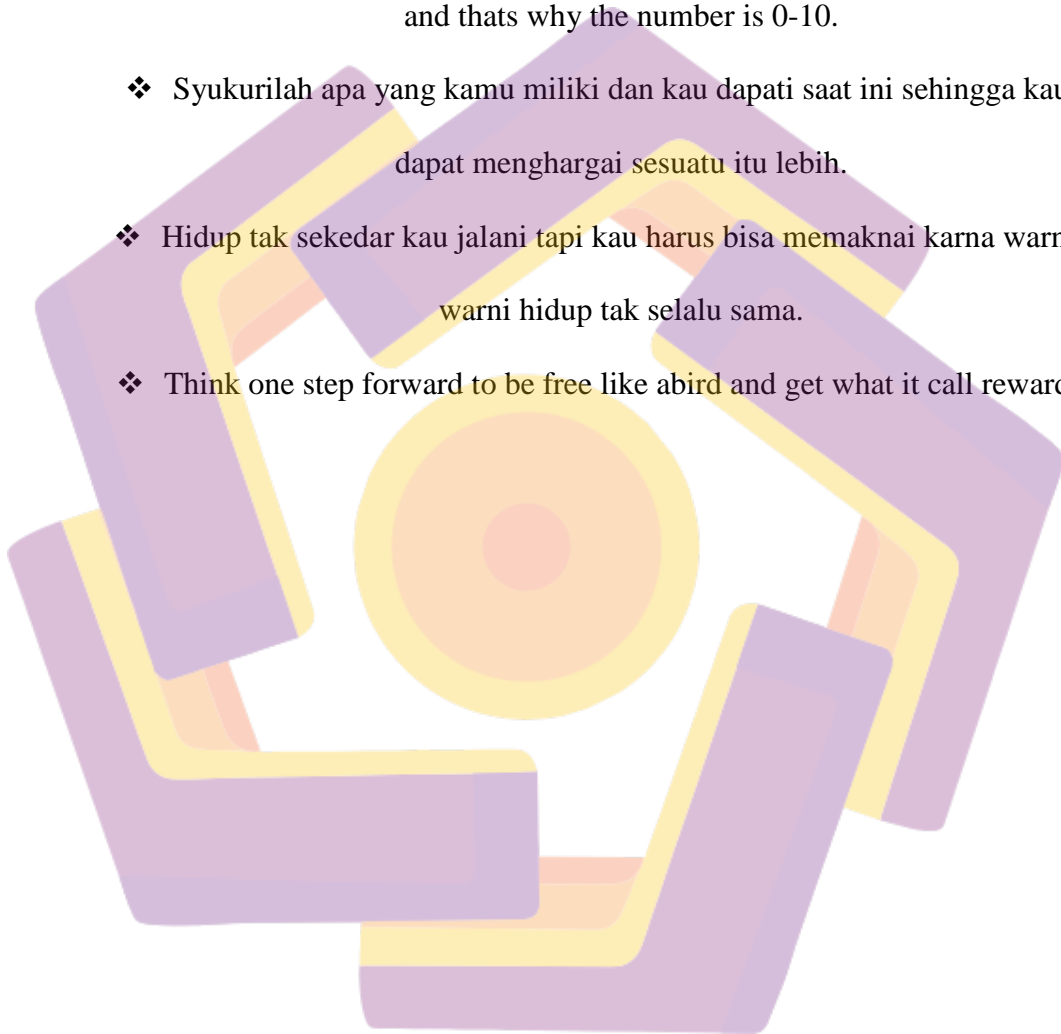 and thats why the number is 0-10.
❖ Syukurilah apa yang kamu miliki dan kau dapati saat ini sehingga kau
dapat menghargai sesuatu itu lebih.
❖ Hidup tak sekedar kau jalani tapi kau harus bisa memaknai karna warn
warni hidup tak selalu sama.
❖ Think one step forward to be free like abird and get what it call reward